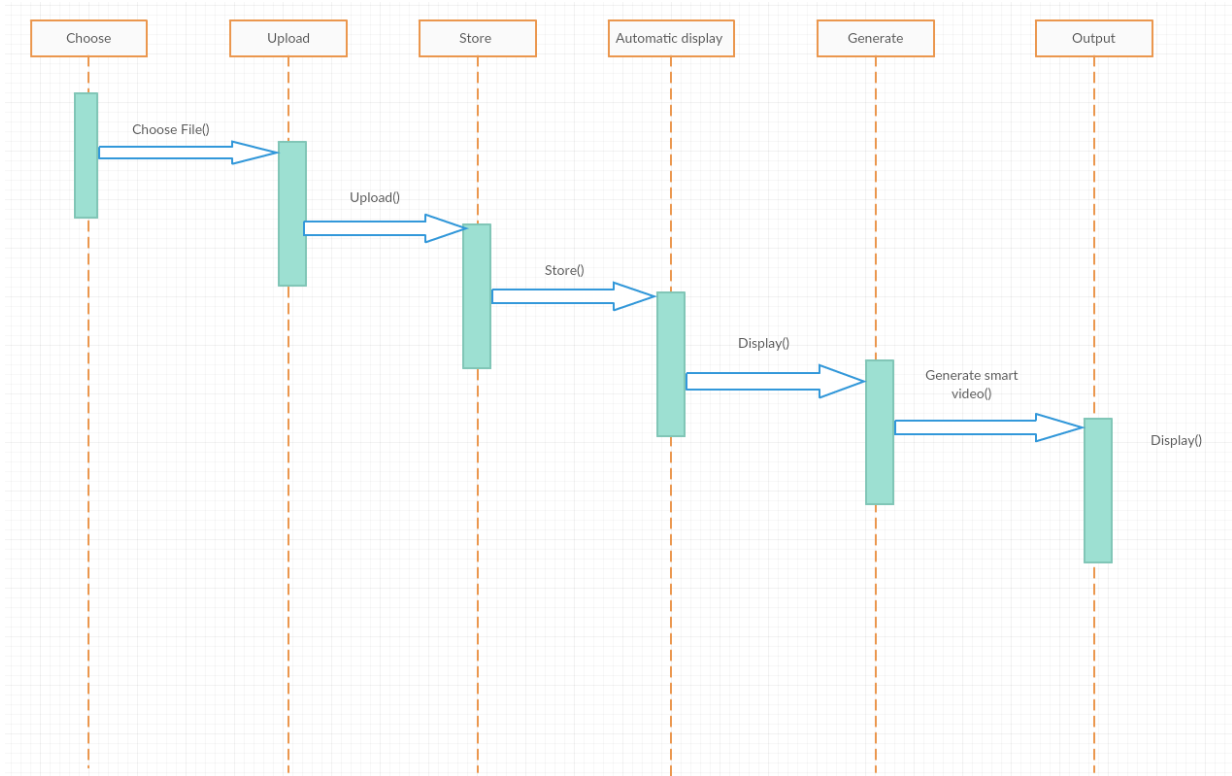 Choose
Upload
Store
Automatic display
Generate
Output
Choose File()
Upload()
Store()
Display()
Generate smart
video()
Display()